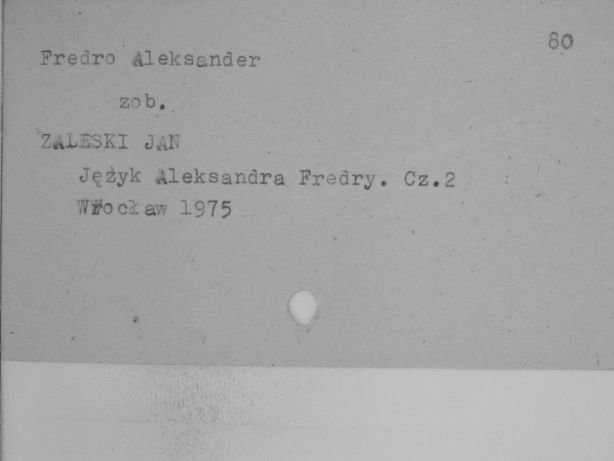 80
Fredro Aleksander
zob.
ZALESKI JAN
Język Aleksandra Fredry. Cz.2
Wrocław 1975